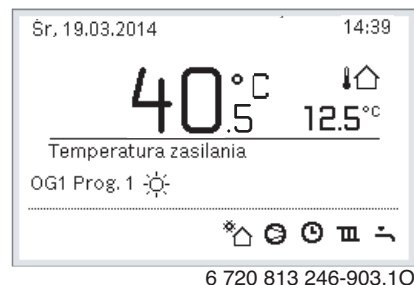 Śr, 19.03.2014 14:39
40.5°C 12.5°C
Temperatura zasilania
OG1 Prog. 1
6 720 813 246-903.1O